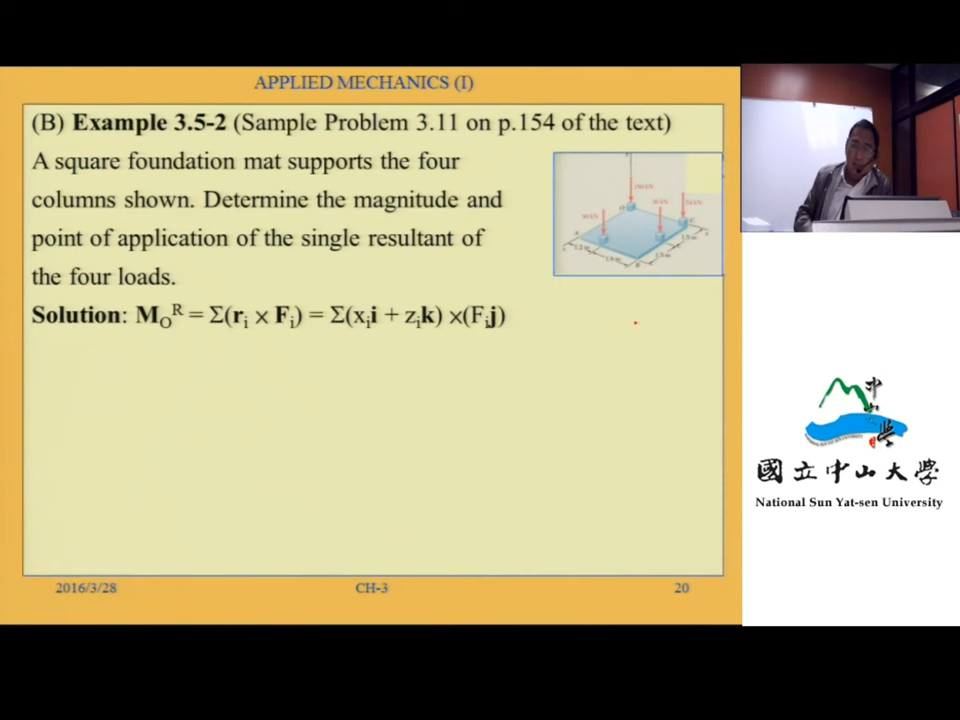 APPLIED MECHANICS (I)
(B) Example 3.5-2 (Sample Problem 3.11 on p.154 of the text)
A square foundation mat supports the four
columns shown. Determine the magnitude and
point of application of the single resultant of
the four loads.
Solution: M_O^R = Σ(r_i × F_i) = Σ(x_i i + z_i k) ×(F_i j)
2016/3/28
CH-3
20
國立中山大學
National Sun Yat-sen University